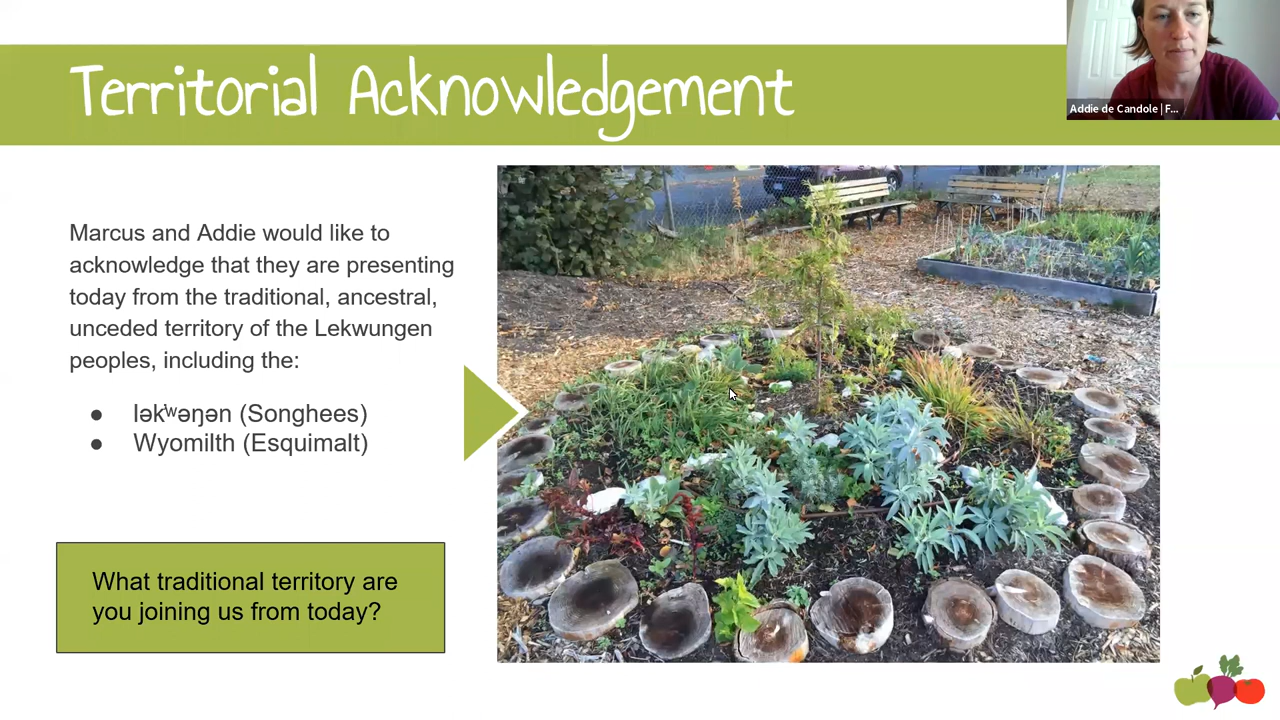 Territorial Acknowledgement
Addie de Candole | F...
Marcus and Addie would like to
acknowledge that they are presenting
today from the traditional, ancestral,
unceded territory of the Lekwungen
peoples, including the:
● lək̓ʷəŋən (Songhees)
● Wyomilth (Esquimalt)
What traditional territory are
you joining us from today?